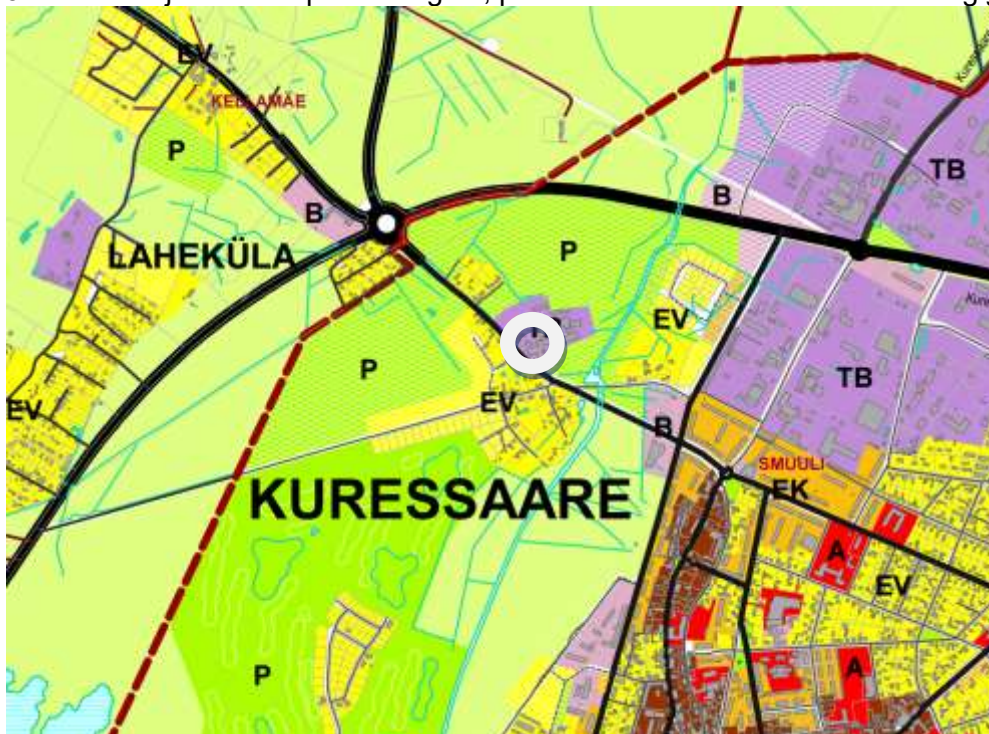 EV
KELLAMÄE
P
B
TB
B
LAHEKÜLA
P
EV
P
TB
EV
EV
B
SMUULI
EK
KURESSAARE
A
EV
P
A